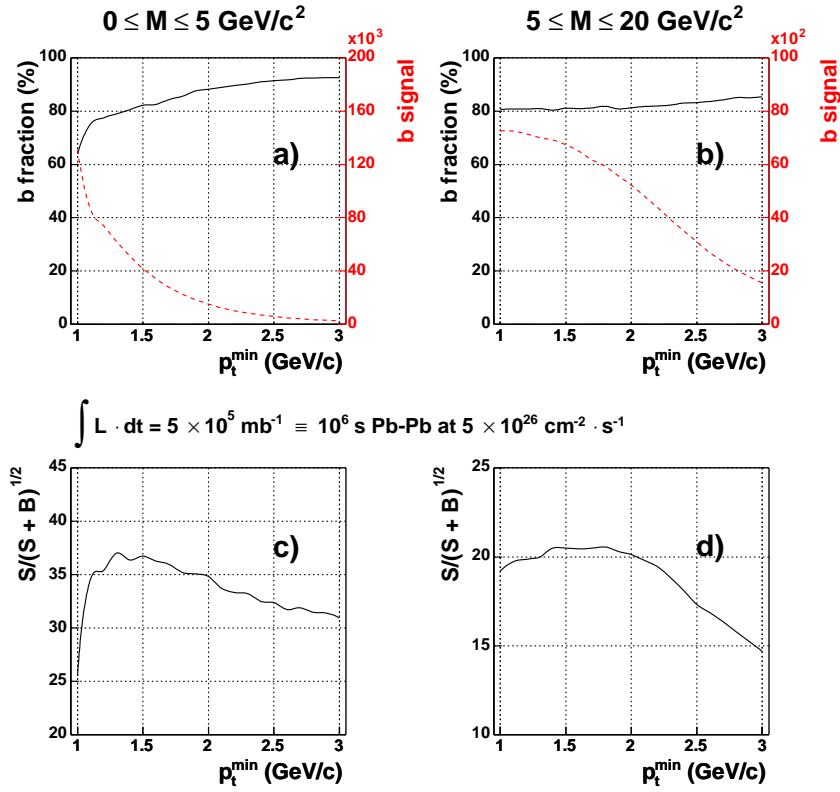 0 ≤ M ≤ 5 GeV/c²
5 ≤ M ≤ 20 GeV/c²
×10³
×10²
b fraction (%)
100
80
60
40
20
0
200
160
120
80
40
0
b signal
a)
1 1.5 2 2.5 3
p_t^min (GeV/c)
b fraction (%)
100
80
60
40
20
0
100
80
60
40
20
0
b signal
b)
1 1.5 2 2.5 3
p_t^min (GeV/c)
∫ L · dt = 5 × 10⁵ mb⁻¹ ≡ 10⁶ s Pb-Pb at 5 × 10²⁶ cm⁻² · s⁻¹
S/(S + B)^1/2
45
40
35
30
25
20
c)
1 1.5 2 2.5 3
p_t^min (GeV/c)
S/(S + B)^1/2
25
20
15
10
d)
1 1.5 2 2.5 3
p_t^min (GeV/c)